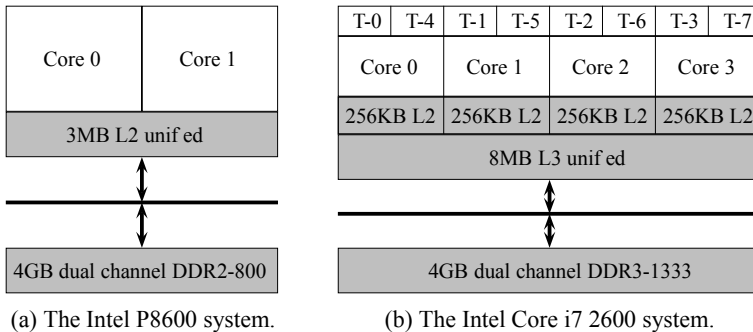 T-0 T-4 T-1 T-5 T-2 T-6 T-3 T-7
Core 0 Core 1 Core 0 Core 1 Core 2 Core 3
256KB L2 256KB L2 256KB L2 256KB L2
3MB L2 unif ed
8MB L3 unif ed
4GB dual channel DDR2-800 4GB dual channel DDR3-1333
(a) The Intel P8600 system. (b) The Intel Core i7 2600 system.